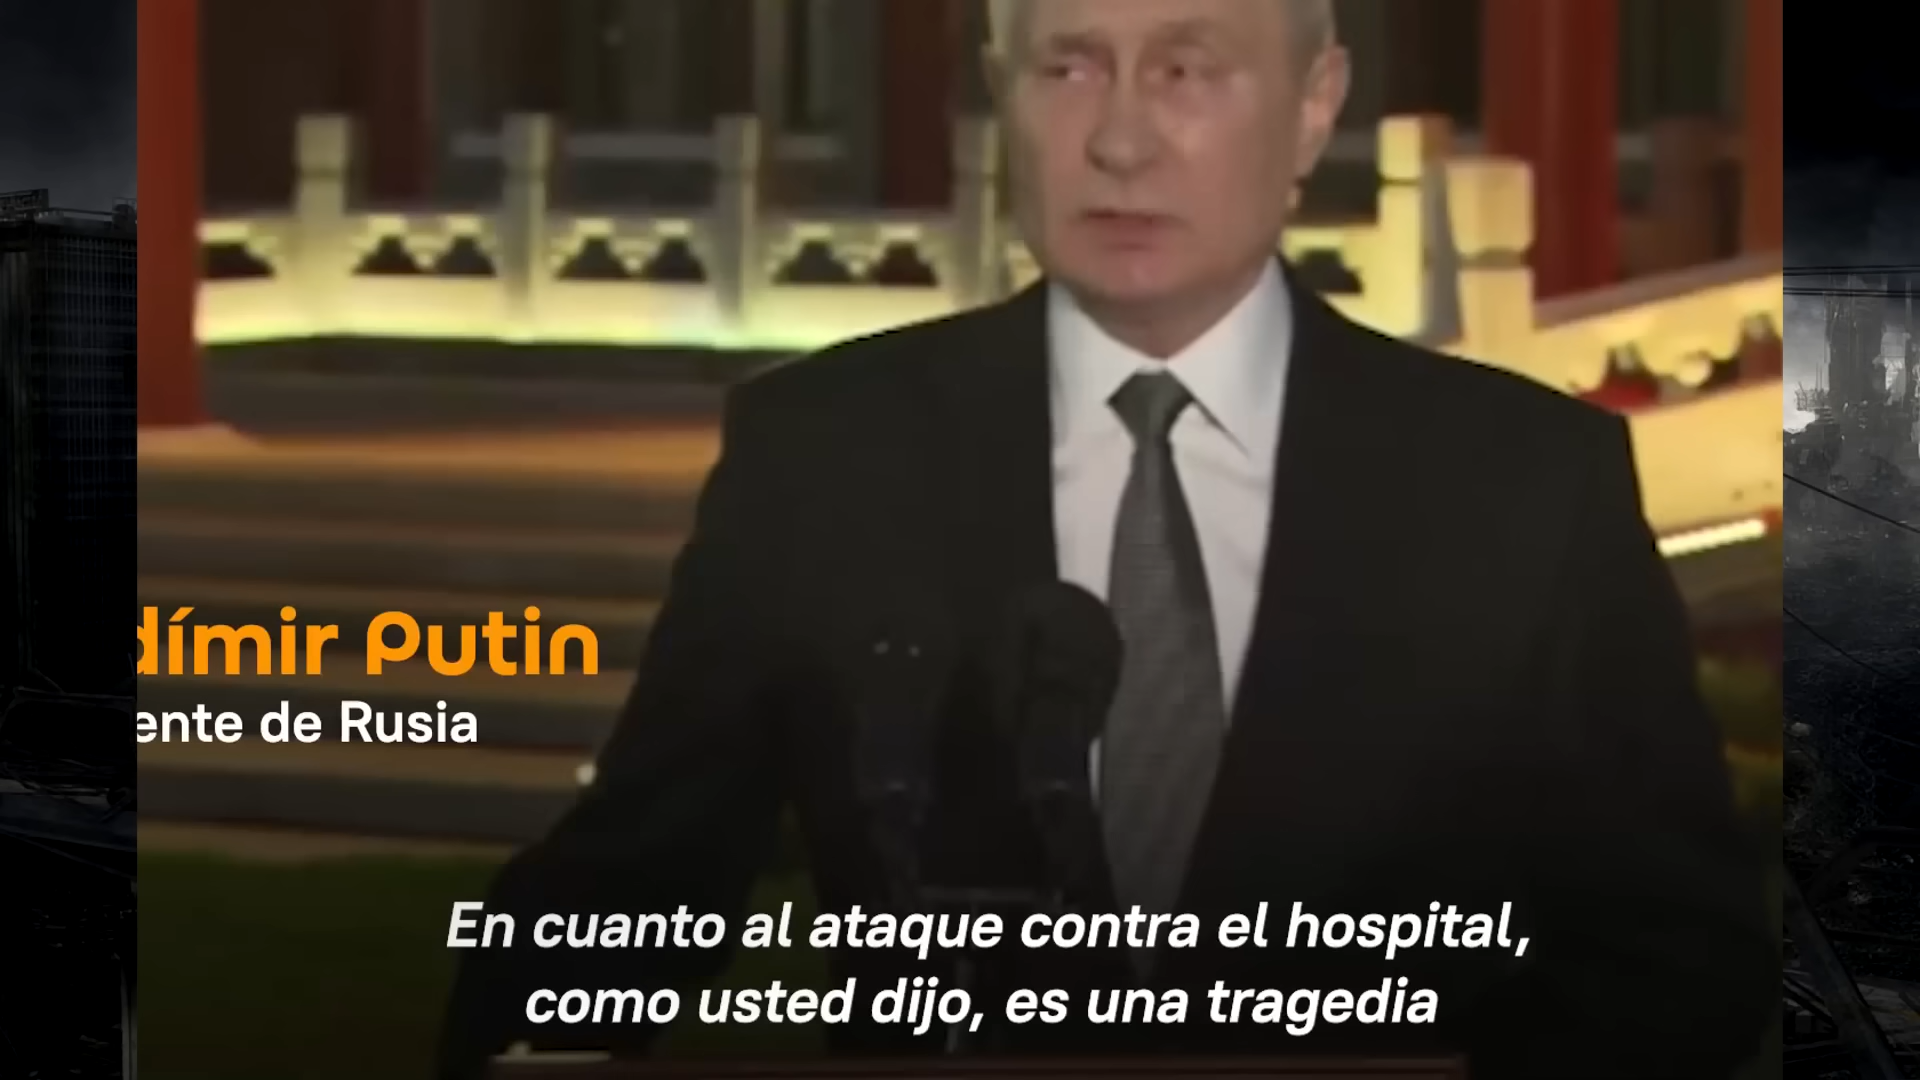 dímir Putin
ente de Rusia
En cuanto al ataque contra el hospital,
como usted dijo, es una tragedia